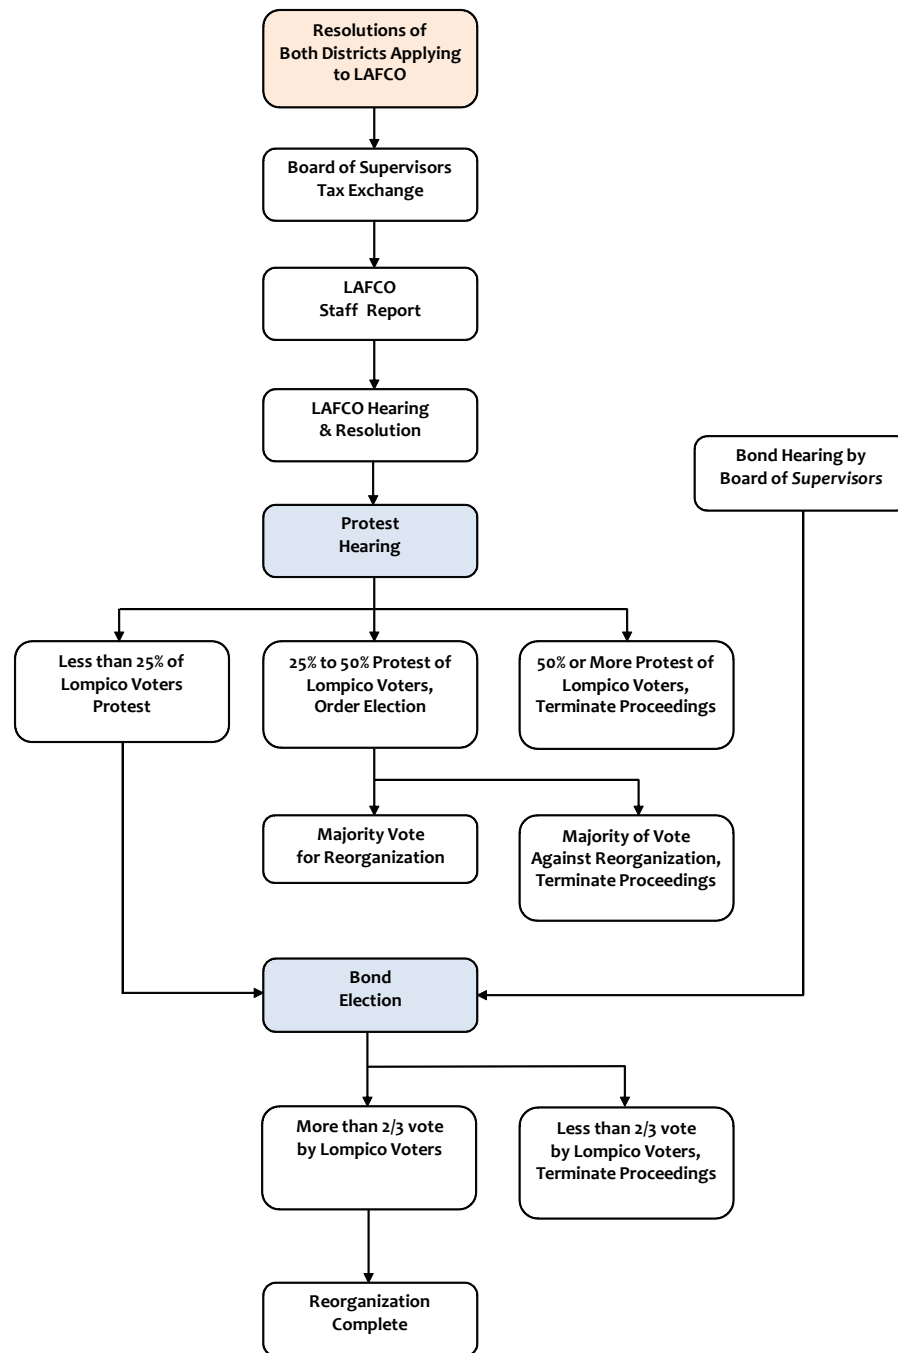 Resolutions of
Both Districts Applying
to LAFCO
Board of Supervisors
Tax Exchange
LAFCO
Staff Report
LAFCO Hearing
& Resolution
Bond Hearing by
Board of Supervisors
Protest
Hearing
Less than 25% of
Lompico Voters
Protest
25% to 50% Protest of
Lompico Voters,
Order Election
50% or More Protest of
Lompico Voters,
Terminate Proceedings
Majority Vote
for Reorganization
Majority of Vote
Against Reorganization,
Terminate Proceedings
Bond
Election
More than 2/3 vote
by Lompico Voters
Less than 2/3 vote
by Lompico Voters,
Terminate Proceedings
Reorganization
Complete